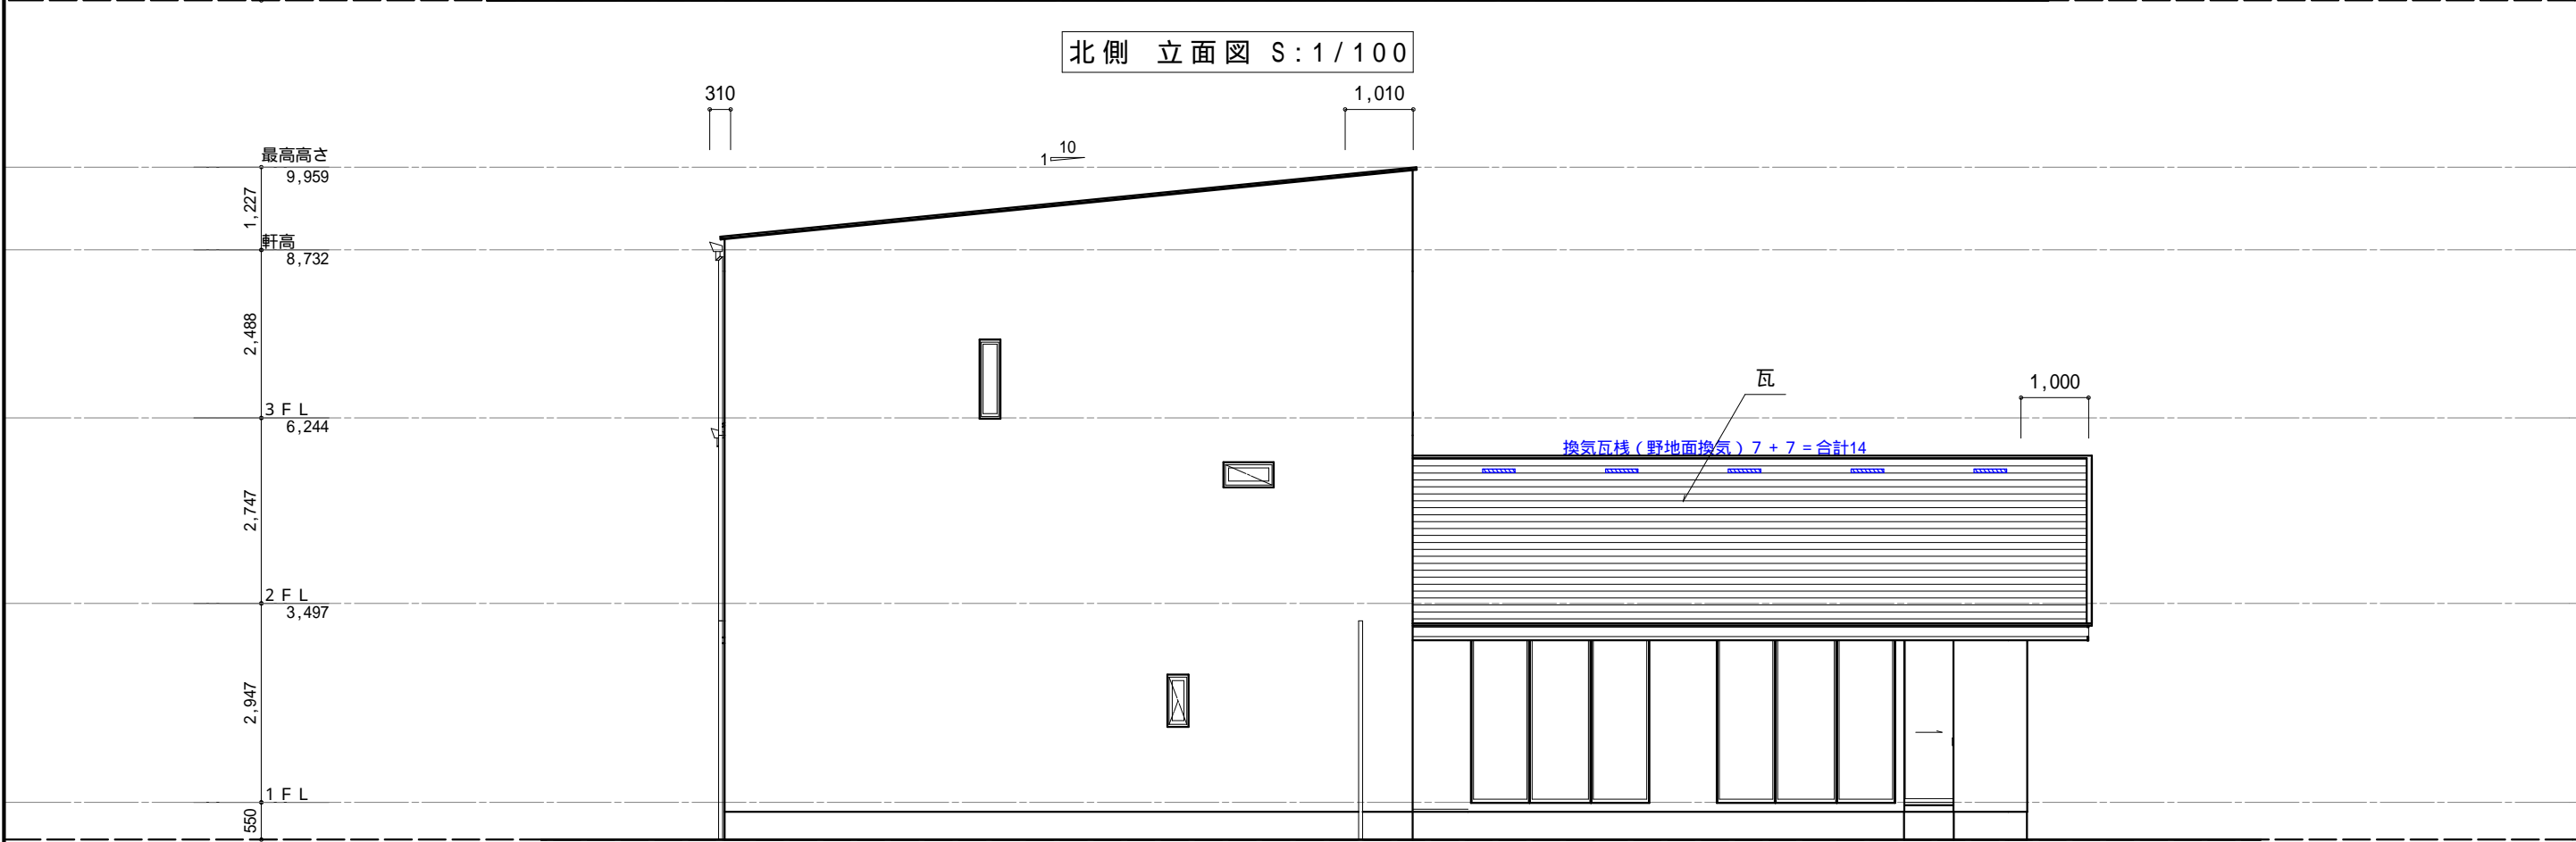 北側 立面図 S:1/100
310
1,010
10
1
最高高さ
9,959
1,227
軒高
8,732
2,488
瓦
1,000
3FL
6,244
換気瓦桟(野地面換気)7+7=合計14
2,747
2FL
3,497
2,947
1FL
550